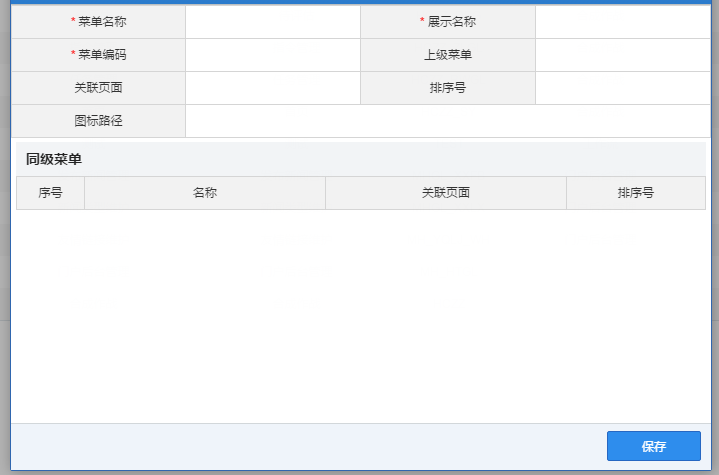 * 菜单名称 * 展示名称
* 菜单编码 上级菜单
关联页面 排序号
图标路径
同级菜单
序号 名称 关联页面 排序号
保存